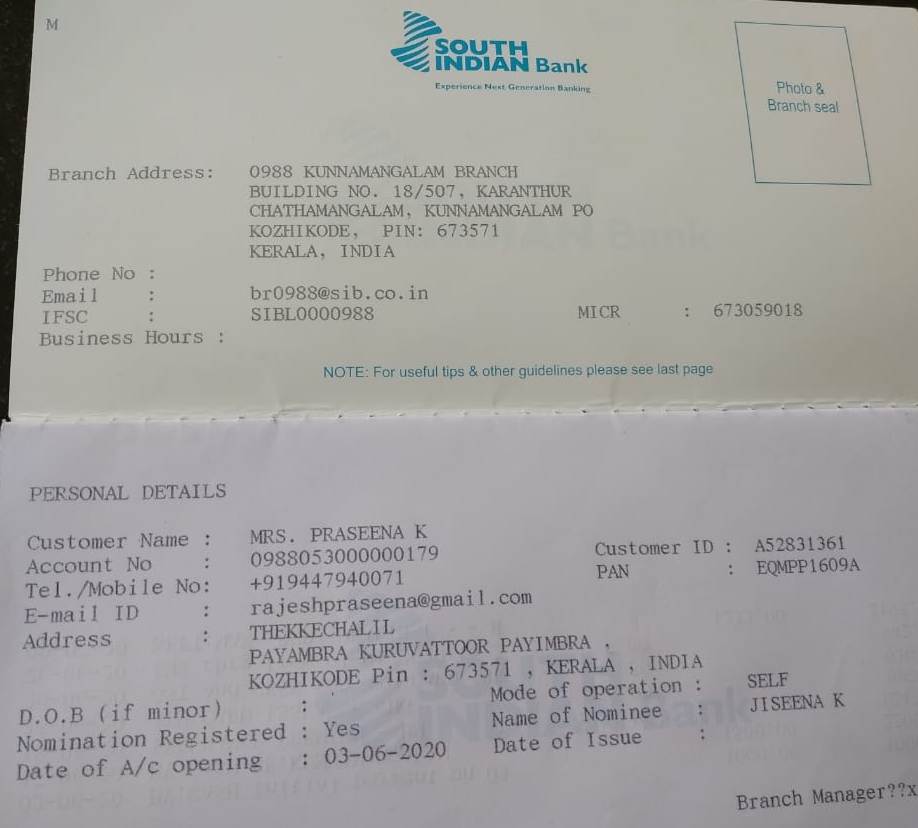 M
SOUTH
INDIAN Bank
Experience Next Generation Banking
Photo &
Branch seal
Branch Address: 0988 KUNNAMANGALAM BRANCH
BUILDING NO. 18/507, KARANTHUR
CHATHAMANGALAM, KUNNAMANGALAM PO
KOZHIKODE, PIN: 673571
KERALA, INDIA
Phone No :
Email : br0988@sib.co.in
IFSC : SIBL0000988 MICR : 673059018
Business Hours :
NOTE: For useful tips & other guidelines please see last page
PERSONAL DETAILS
Customer Name : MRS. PRASEENA K
Account No : 0988053000000179 Customer ID : A52831361
Tel./Mobile No: +919447940071 PAN : EQMPP1609A
E-mail ID : rajeshpraseena@gmail.com
Address : THEKKECHALIL
PAYAMBRA KURUVATTOOR PAYIMBRA ,
KOZHIKODE Pin : 673571 , KERALA , INDIA
D.O.B (if minor) : Mode of operation : SELF
Nomination Registered : Yes Name of Nominee : JISEENA K
Date of A/c opening : 03-06-2020 Date of Issue :
Branch Manager??x